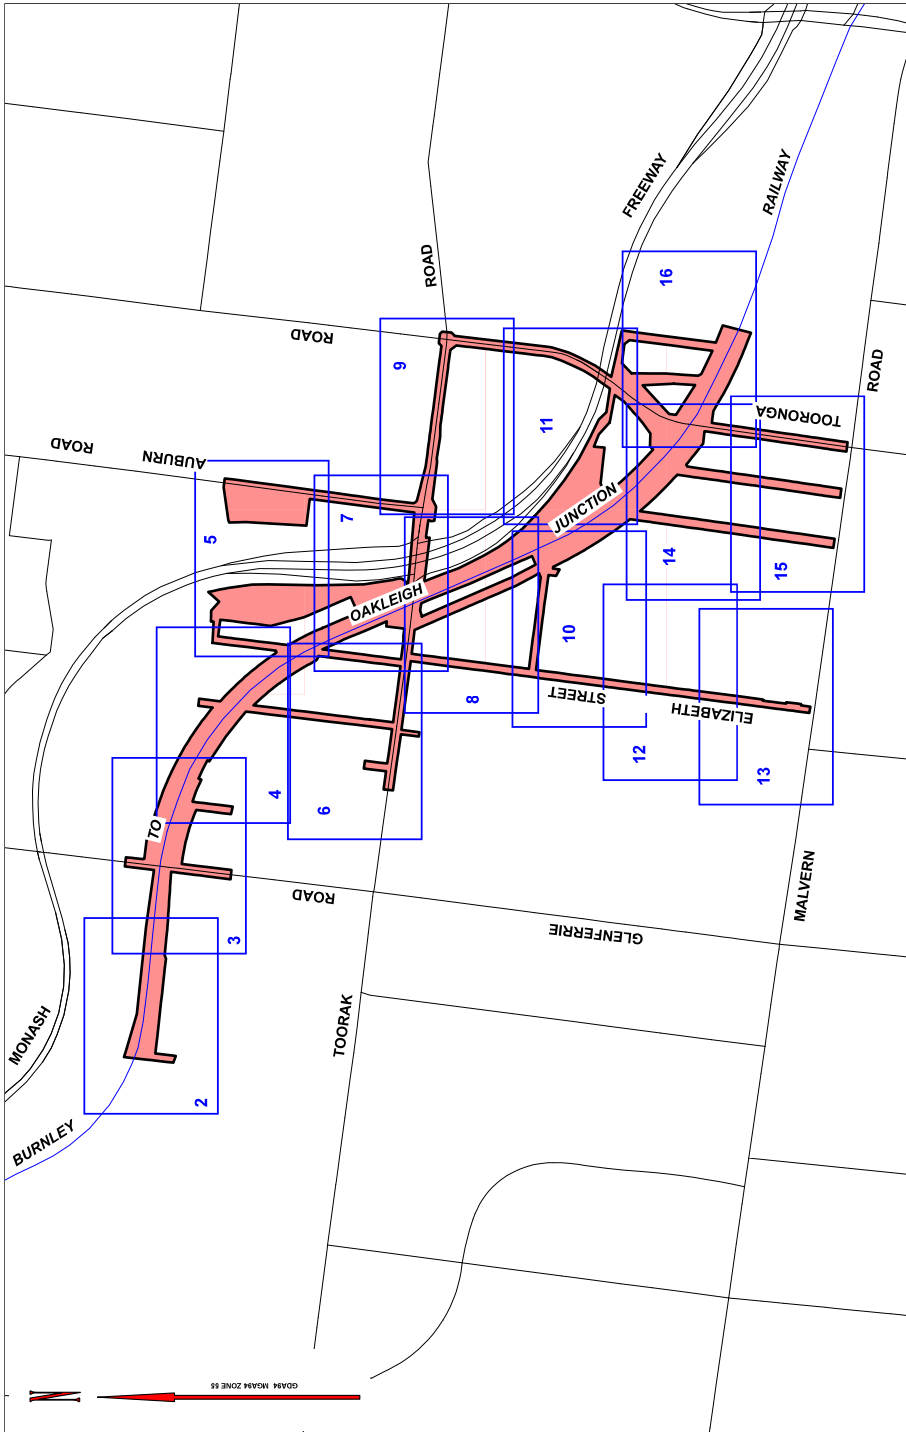 MONASH
BURNLEY
TO
OAKLEIGH
JUNCTION
RAILWAY
FREEWAY
ROAD
AUBURN
ROAD
ROAD
TOORAK
ROAD
GLENFERRIE
ELIZABETH
STREET
TOORONGA
ROAD
MALVERN
ROAD
2
3
4
5
6
7
8
9
10
11
12
13
14
15
16
N
GDA94 MGA94 ZONE 55